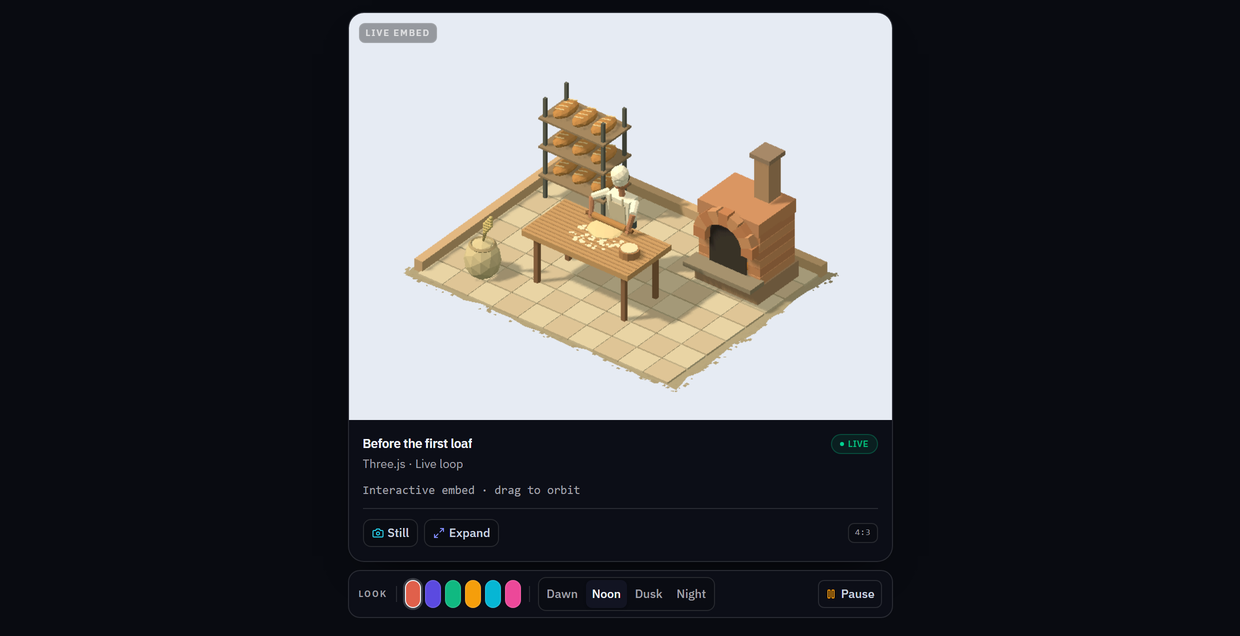 LIVE EMBED
Before the first loaf
LIVE
Three.js · Live loop
Interactive embed · drag to orbit
Still
Expand
4:3
LOOK
Dawn
Noon
Dusk
Night
Pause